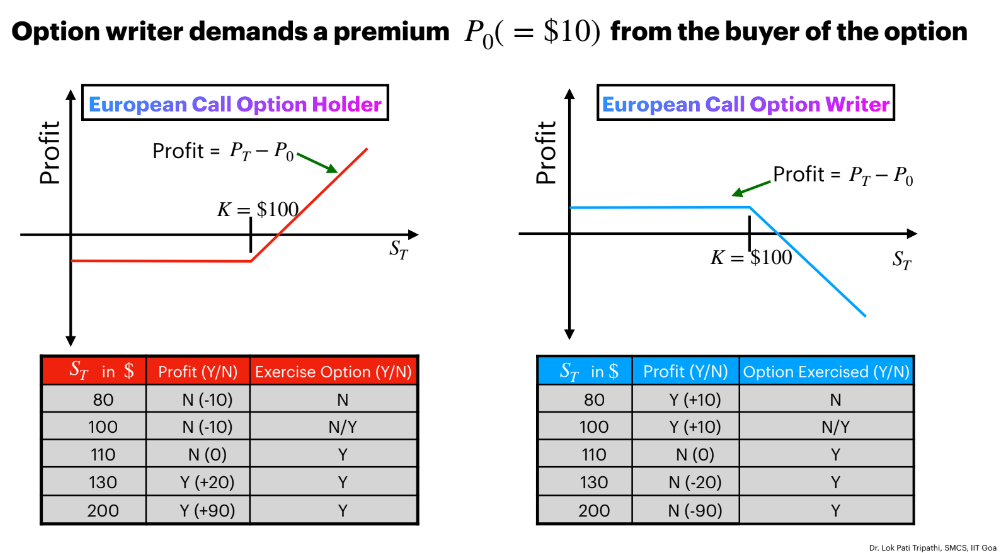 Option writer demands a premium P₀( = $10) from the buyer of the option
European Call Option Holder
Profit
Profit = P_T − P₀
K = $100
S_T
European Call Option Writer
Profit
Profit = P_T − P₀
K = $100
S_T
S_T in $ Profit (Y/N) Exercise Option (Y/N)
80 N (-10) N
100 N (-10) N/Y
110 N (0) Y
130 Y (+20) Y
200 Y (+90) Y
S_T in $ Profit (Y/N) Option Exercised (Y/N)
80 Y (+10) N
100 Y (+10) N/Y
110 N (0) Y
130 N (-20) Y
200 N (-90) Y
Dr. Lok Pati Tripathi, SMCS, IIT Goa